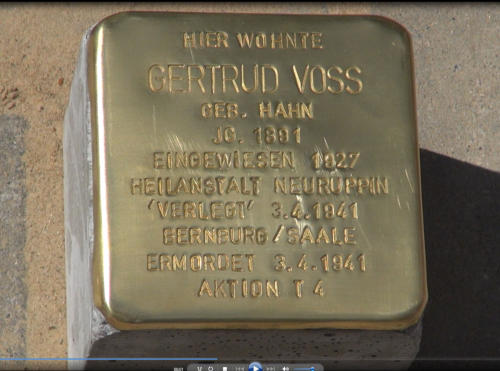 HIER WOHNTE
GERTRUD VOSS
GEB. HAHN
JG. 1891
EINGEWIESEN 1927
HEILANSTALT NEURUPPIN
'VERLEGT' 3.4.1941
BERNBURG/SAALE
ERMORDET 3.4.1941
AKTION T 4